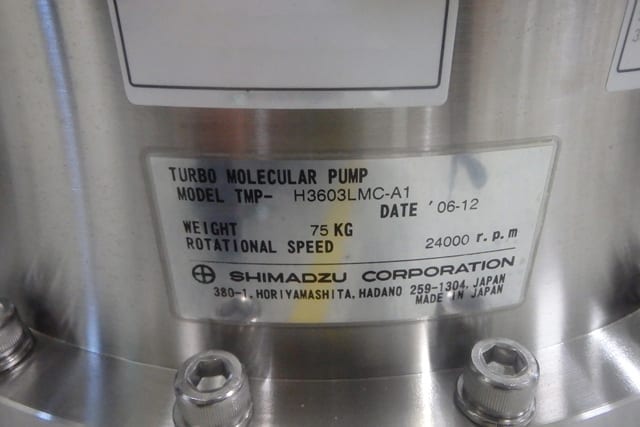 TURBO MOLECULAR PUMP
MODEL TMP- H3603LMC-A1
DATE '06-12
WEIGHT 75 KG
ROTATIONAL SPEED 24000 r.p.m
SHIMADZU CORPORATION
380-1, HORIYAMASHITA, HADANO 259-1304, JAPAN
MADE IN JAPAN